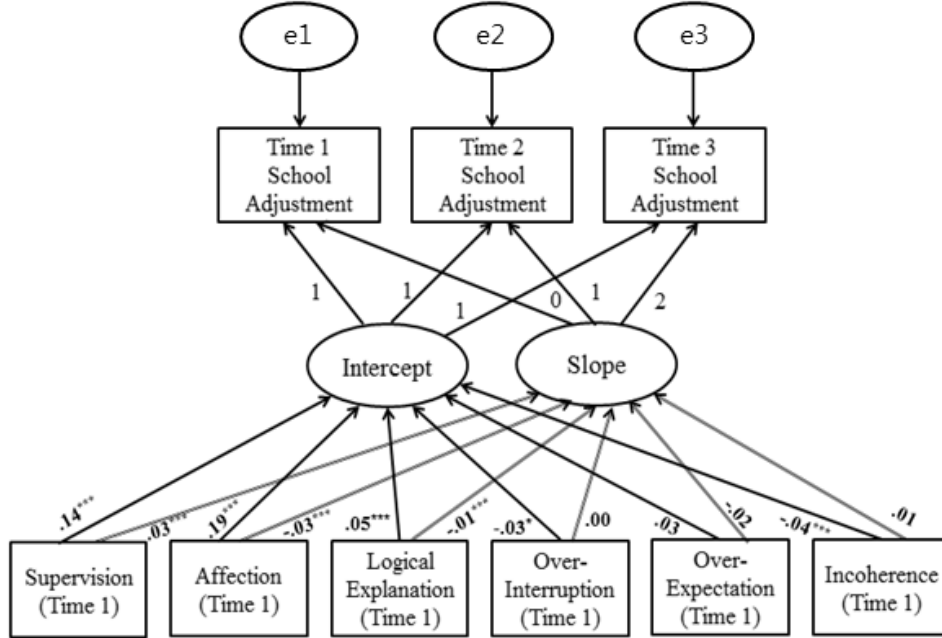 e1
e2
e3
Time 1
School
Adjustment
Time 2
School
Adjustment
Time 3
School
Adjustment
1
1
1
0
1
2
Intercept
Slope
.14***
.03***
.19***
-.03***
.05***
-.01***
-.03*
.00
.03
-.02
-.04***
.01
Supervision
(Time 1)
Affection
(Time 1)
Logical
Explanation
(Time 1)
Over-
Interruption
(Time 1)
Over-
Expectation
(Time 1)
Incoherence
(Time 1)